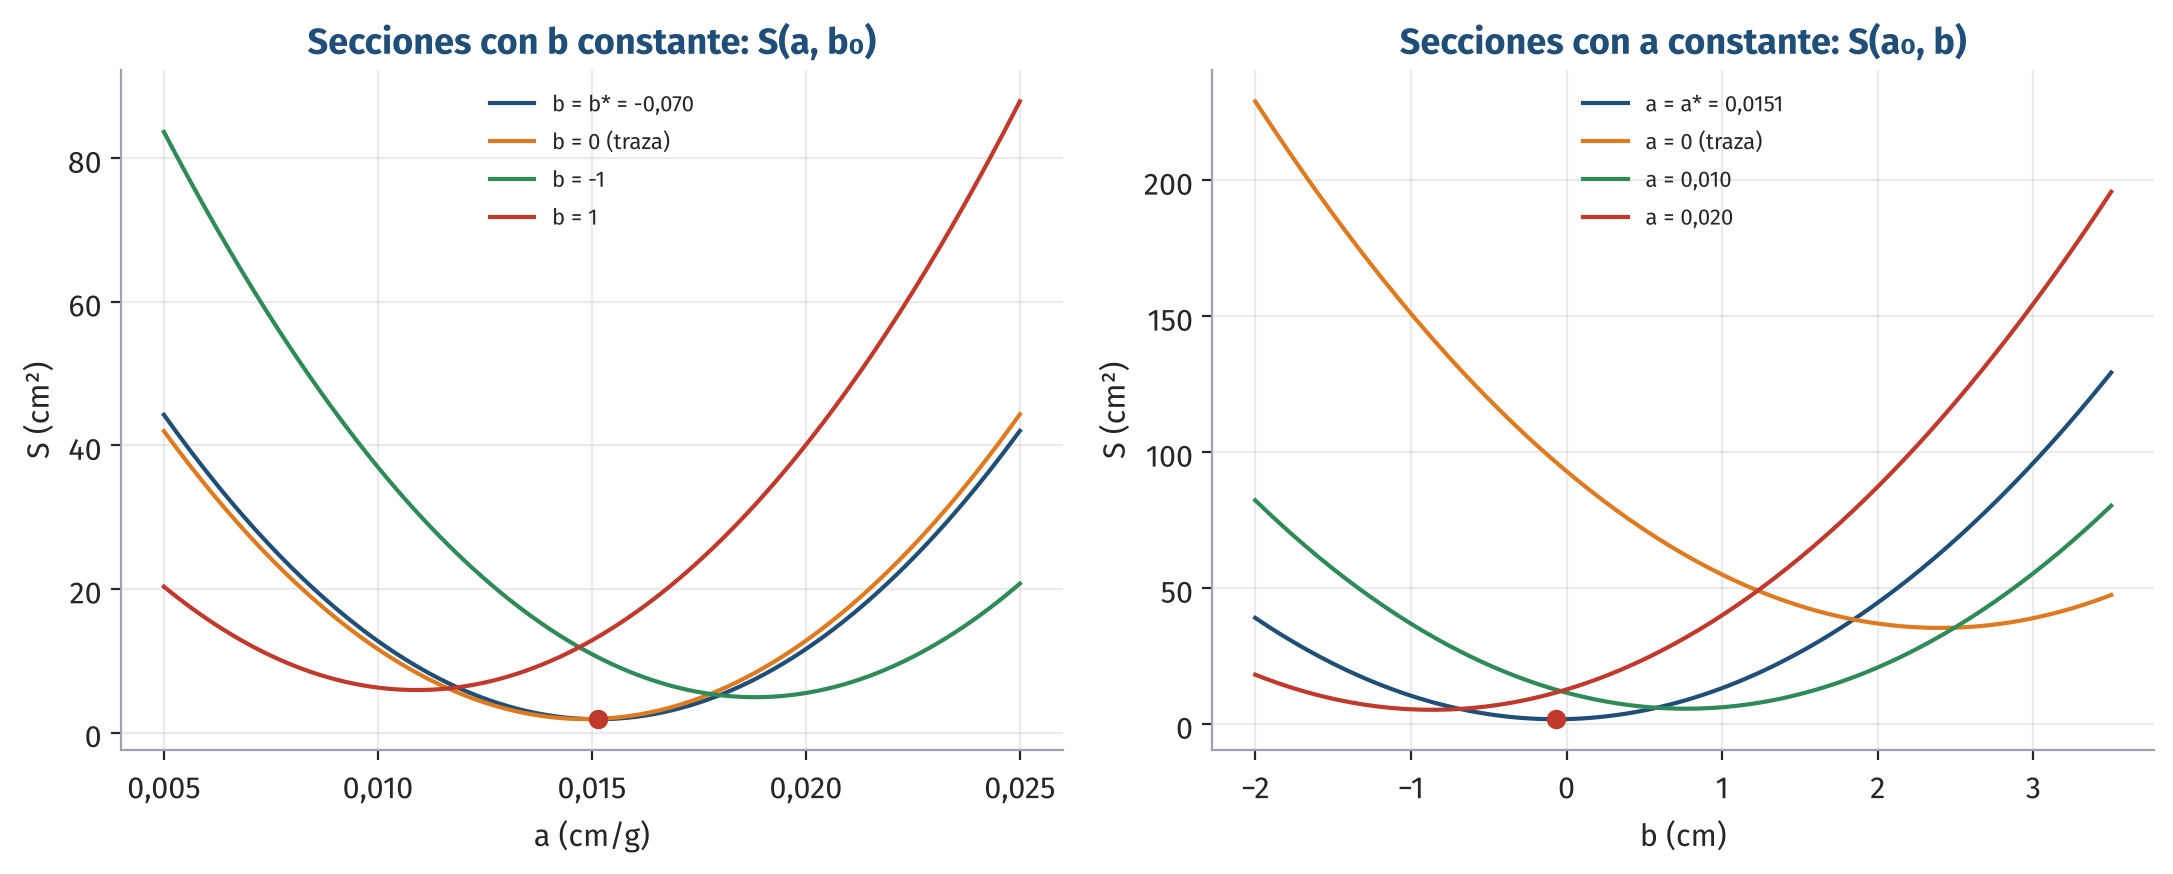 Secciones con b constante: S(a, b₀)
b = b* = -0,070
b = 0 (traza)
b = -1
b = 1
80
60
40
20
0
S (cm²)
0,005
0,010
0,015
0,020
0,025
a (cm/g)
Secciones con a constante: S(a₀, b)
a = a* = 0,0151
a = 0 (traza)
a = 0,010
a = 0,020
200
150
100
50
0
S (cm²)
−2
−1
0
1
2
3
b (cm)